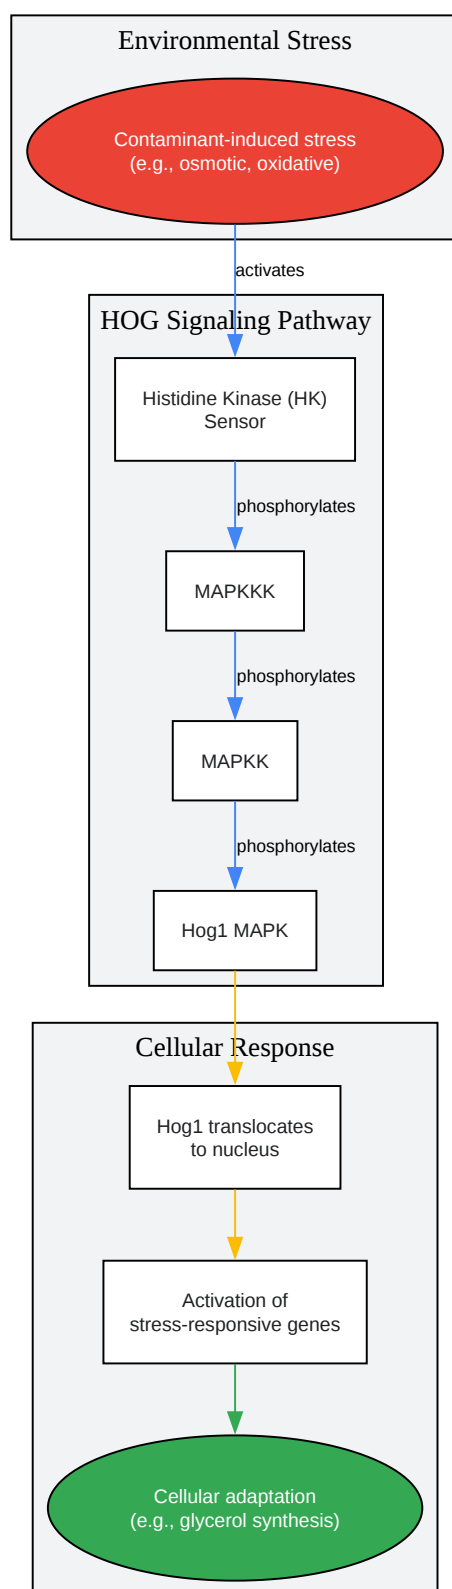 Environmental Stress
Contaminant-induced stress
(e.g., osmotic, oxidative)
activates
HOG Signaling Pathway
Histidine Kinase (HK)
Sensor
phosphorylates
MAPKKK
phosphorylates
MAPKK
phosphorylates
Hog1 MAPK
Cellular Response
Hog1 translocates
to nucleus
Activation of
stress-responsive genes
Cellular adaptation
(e.g., glycerol synthesis)